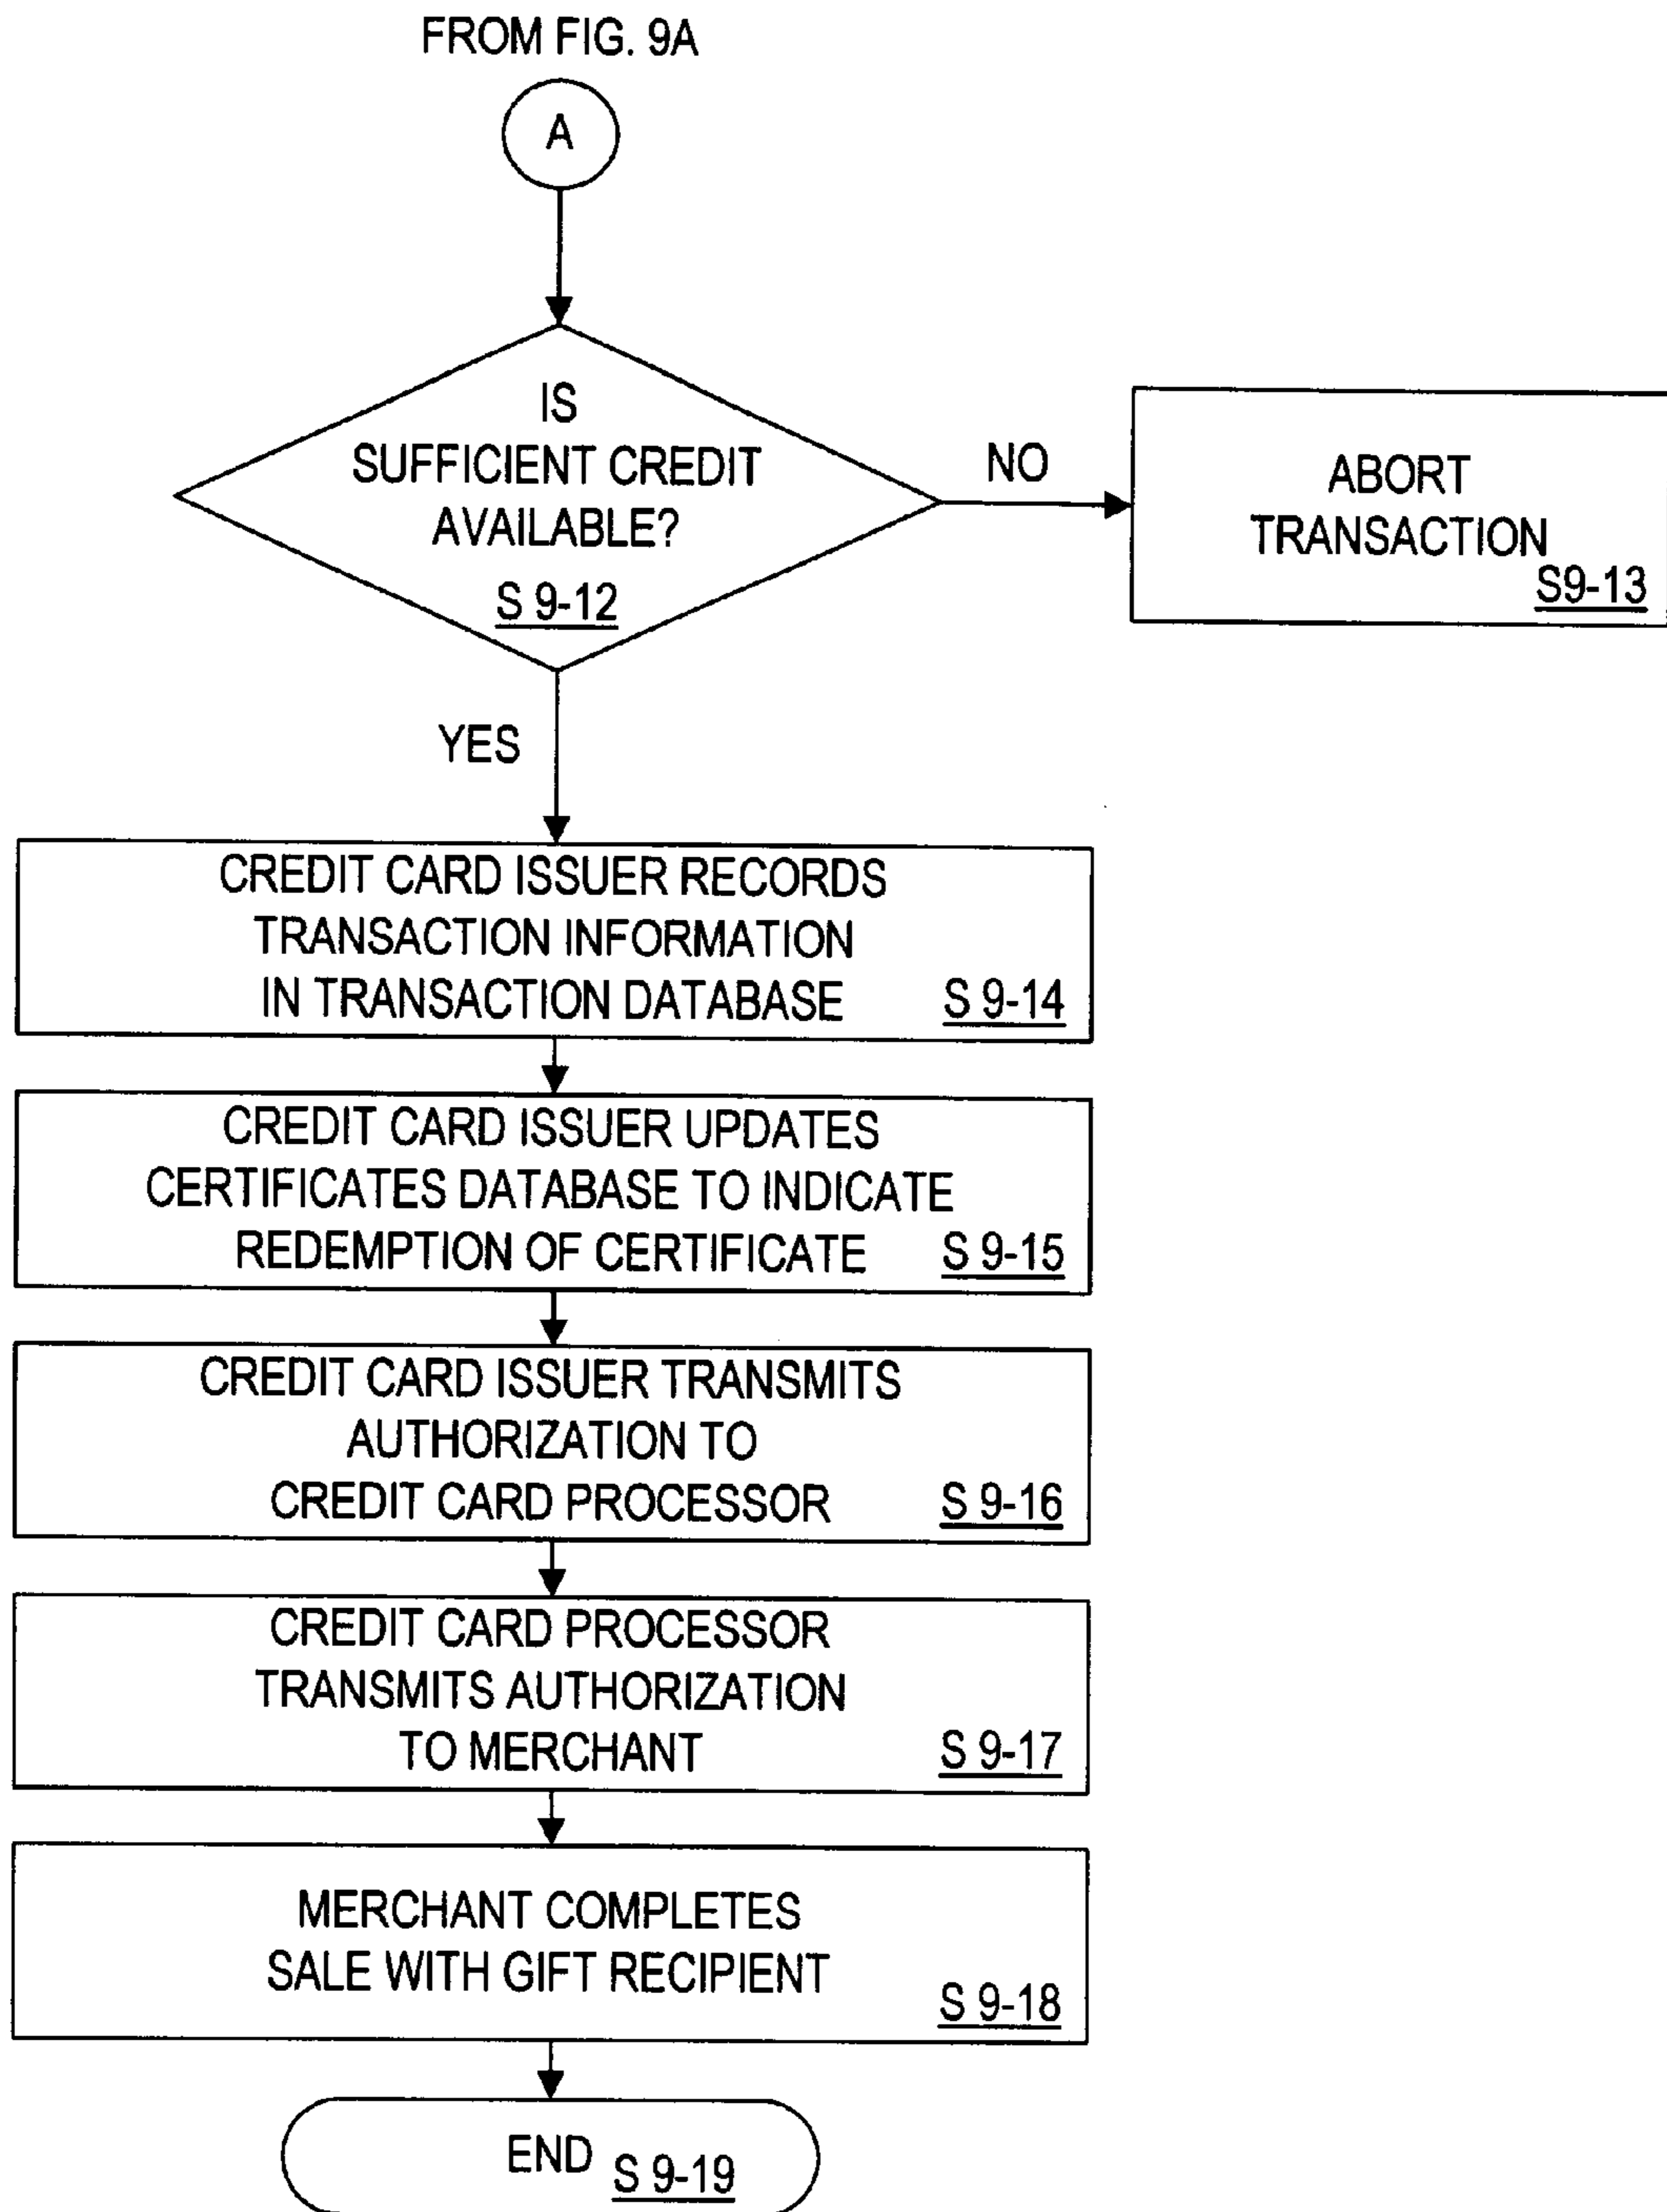 FROM FIG. 9A
A
IS
SUFFICIENT CREDIT
AVAILABLE?
S 9-12
NO
ABORT
TRANSACTION
S9-13
YES
CREDIT CARD ISSUER RECORDS
TRANSACTION INFORMATION
IN TRANSACTION DATABASE
S 9-14
CREDIT CARD ISSUER UPDATES
CERTIFICATES DATABASE TO INDICATE
REDEMPTION OF CERTIFICATE
S 9-15
CREDIT CARD ISSUER TRANSMITS
AUTHORIZATION TO
CREDIT CARD PROCESSOR
S 9-16
CREDIT CARD PROCESSOR
TRANSMITS AUTHORIZATION
TO MERCHANT
S 9-17
MERCHANT COMPLETES
SALE WITH GIFT RECIPIENT
S 9-18
END
S 9-19